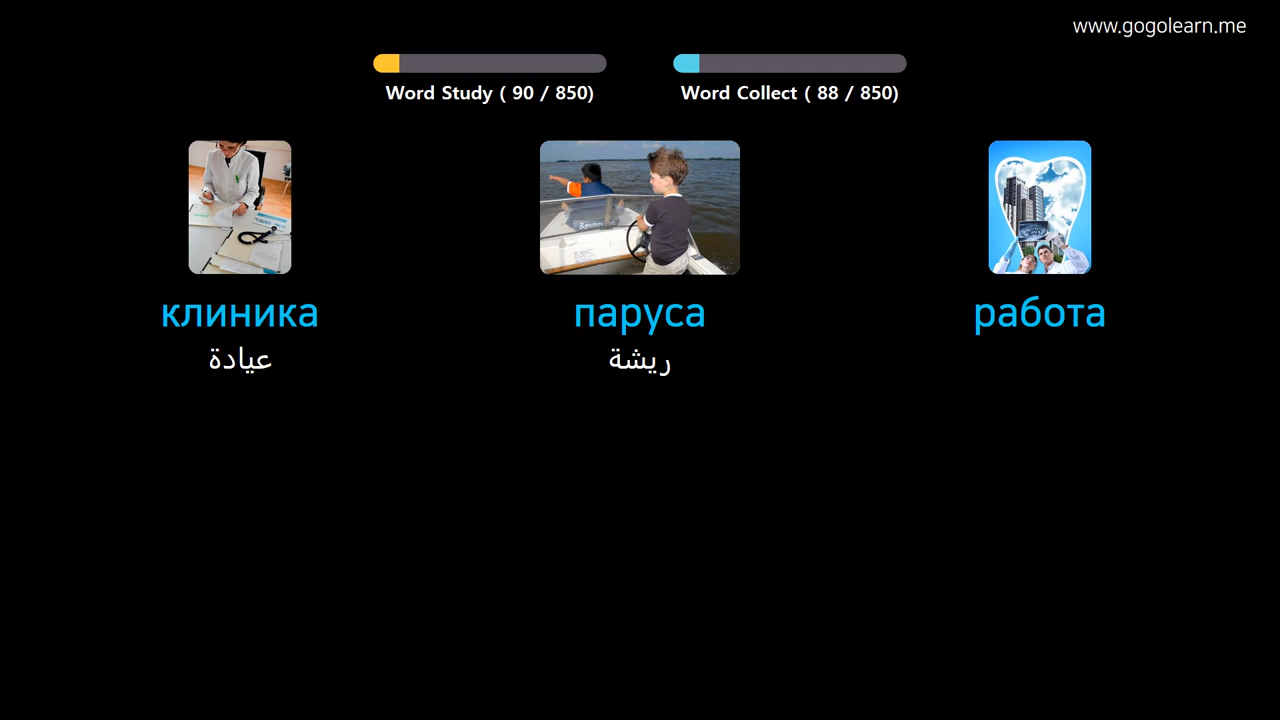 www.gogolearn.me
Word Study ( 90 / 850)
Word Collect ( 88 / 850)
клиника
паруса
работа
عيادة
ريشة